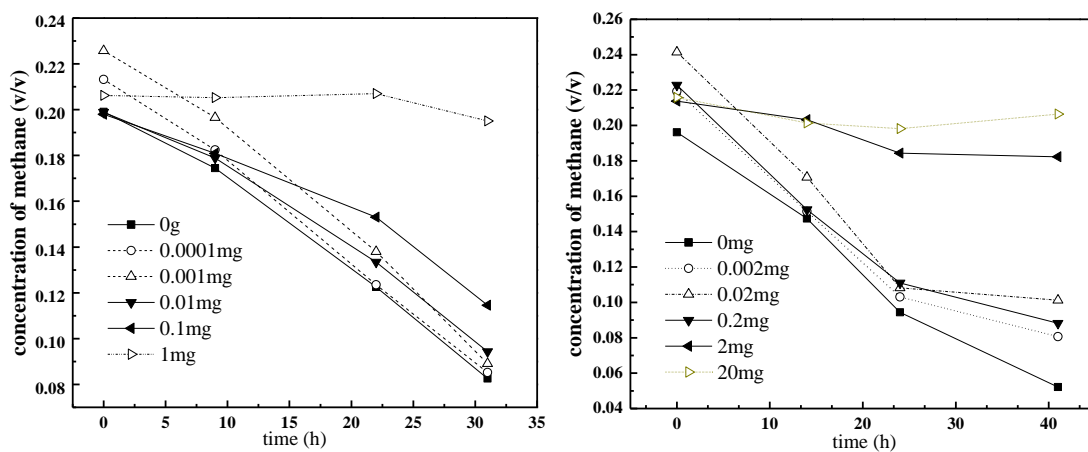 concentration of methane (v/v)
0.24
0.22
0.20
0.18
0.16
0.14
0.12
0.10
0.08
0g
0.0001mg
0.001mg
0.01mg
0.1mg
1mg
0 5 10 15 20 25 30 35
time (h)
concentration of methane (v/v)
0.26
0.24
0.22
0.20
0.18
0.16
0.14
0.12
0.10
0.08
0.06
0.04
0mg
0.002mg
0.02mg
0.2mg
2mg
20mg
0 10 20 30 40
time (h)